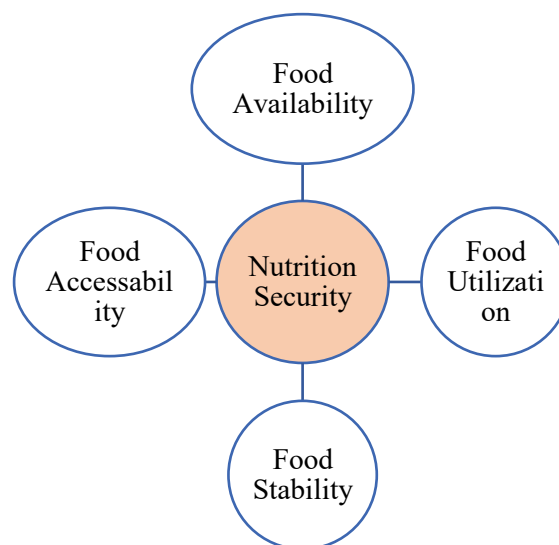 Food
Availability
Food
Accessabil
ity
Nutrition
Security
Food
Utilizati
on
Food
Stability